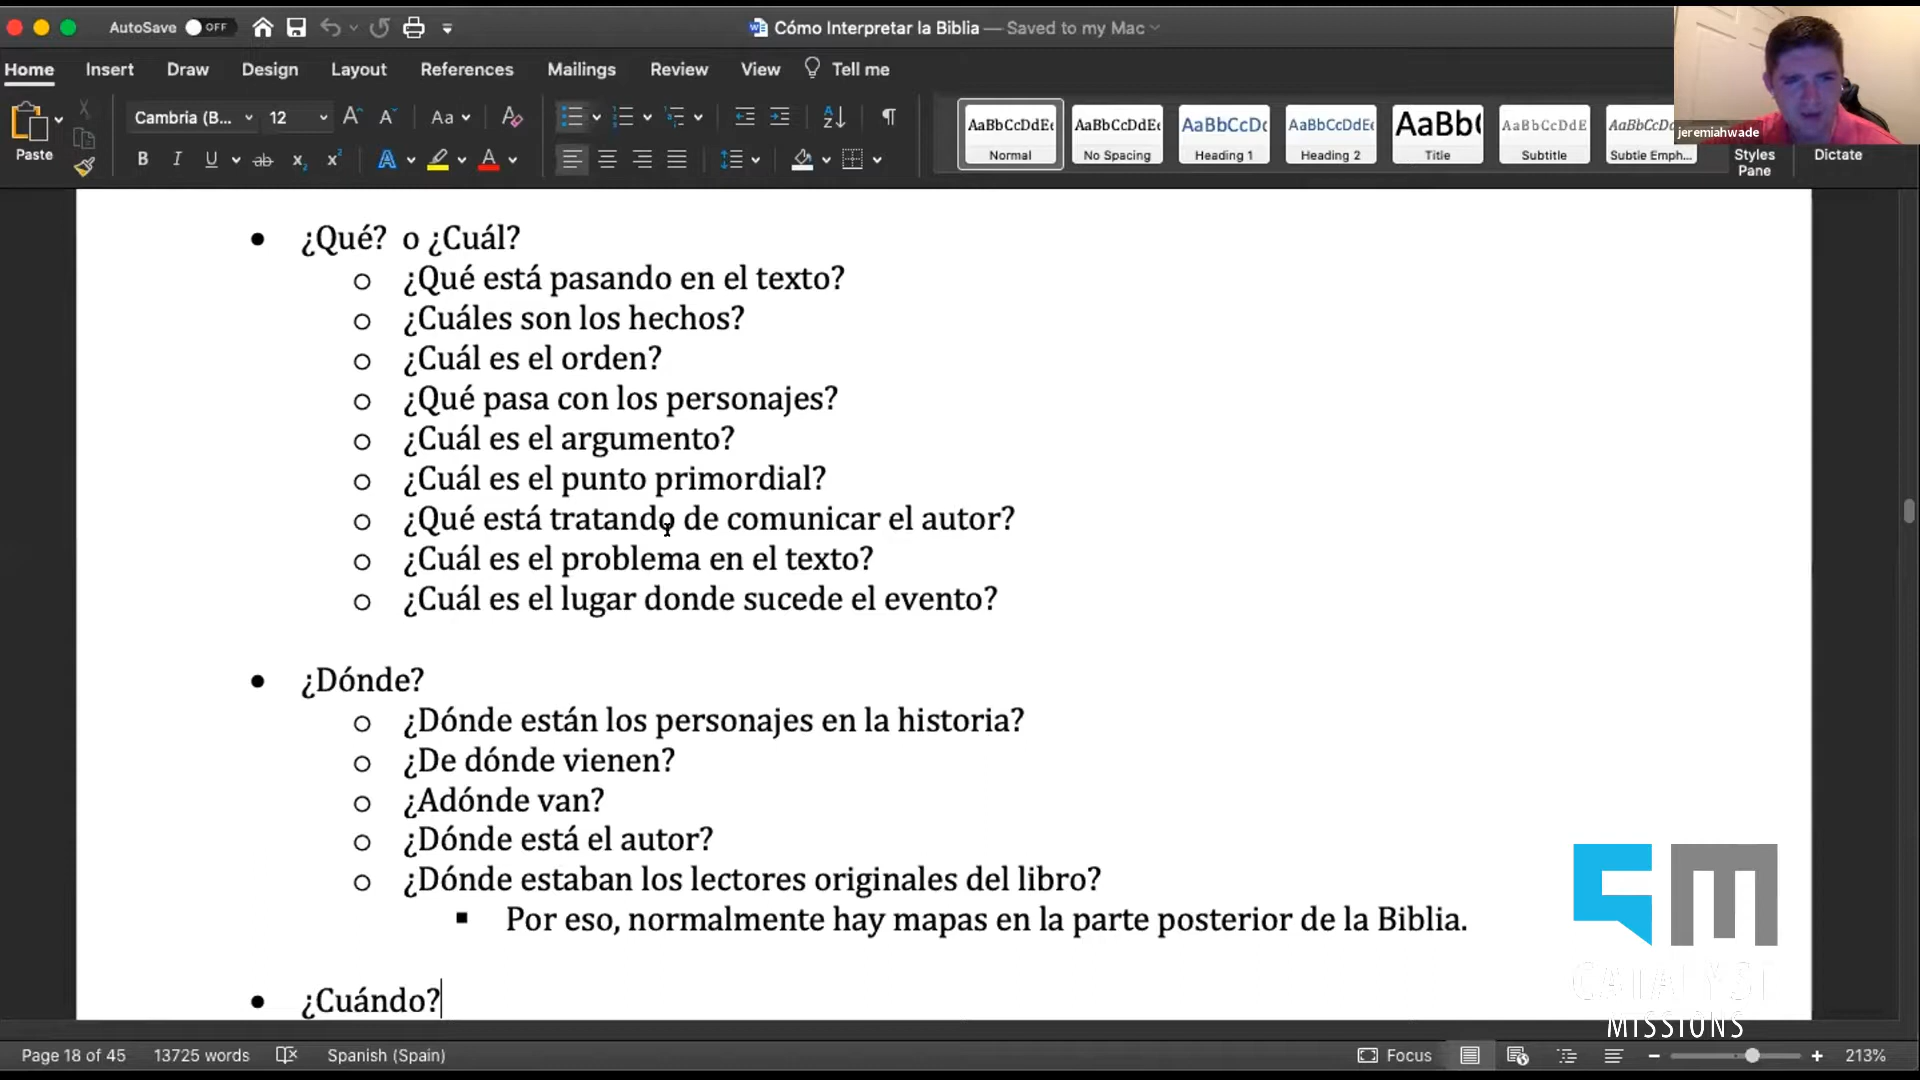 AutoSave OFF Cómo Interpretar la Biblia — Saved to my Mac
Home Insert Draw Design Layout References Mailings Review View Tell me
Paste Cambria (B... 12 Aa
AaBbCcDdEe AaBbCcDdEe AaBbCcDc AaBbCcDdEe AaBb( AaBbCcDdE AaBbCcDc
Normal No Spacing Heading 1 Heading 2 Title Subtitle Subtle Emph... Styles Pane Dictate
jeremiahwade
• ¿Qué? o ¿Cuál?
o ¿Qué está pasando en el texto?
o ¿Cuáles son los hechos?
o ¿Cuál es el orden?
o ¿Qué pasa con los personajes?
o ¿Cuál es el argumento?
o ¿Cuál es el punto primordial?
o ¿Qué está tratando de comunicar el autor?
o ¿Cuál es el problema en el texto?
o ¿Cuál es el lugar donde sucede el evento?
• ¿Dónde?
o ¿Dónde están los personajes en la historia?
o ¿De dónde vienen?
o ¿Adónde van?
o ¿Dónde está el autor?
o ¿Dónde estaban los lectores originales del libro?
▪ Por eso, normalmente hay mapas en la parte posterior de la Biblia.
• ¿Cuándo?
CATALYST
MISSIONS
Page 18 of 45 13725 words Spanish (Spain) Focus 213%